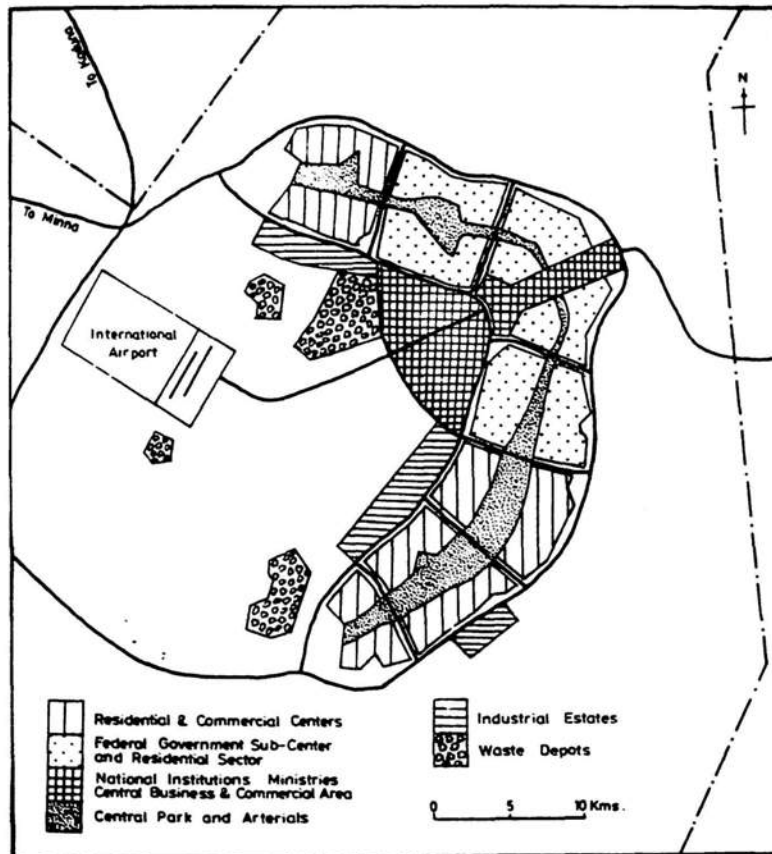 To Kaduna
N
To Minna
International
Airport
Residential & Commercial Centers
Federal Government Sub-Center
and Residential Sector
National Institutions Ministries
Central Business & Commercial Area
Central Park and Arterials
Industrial Estates
Waste Depots
0 5 10 Kms.